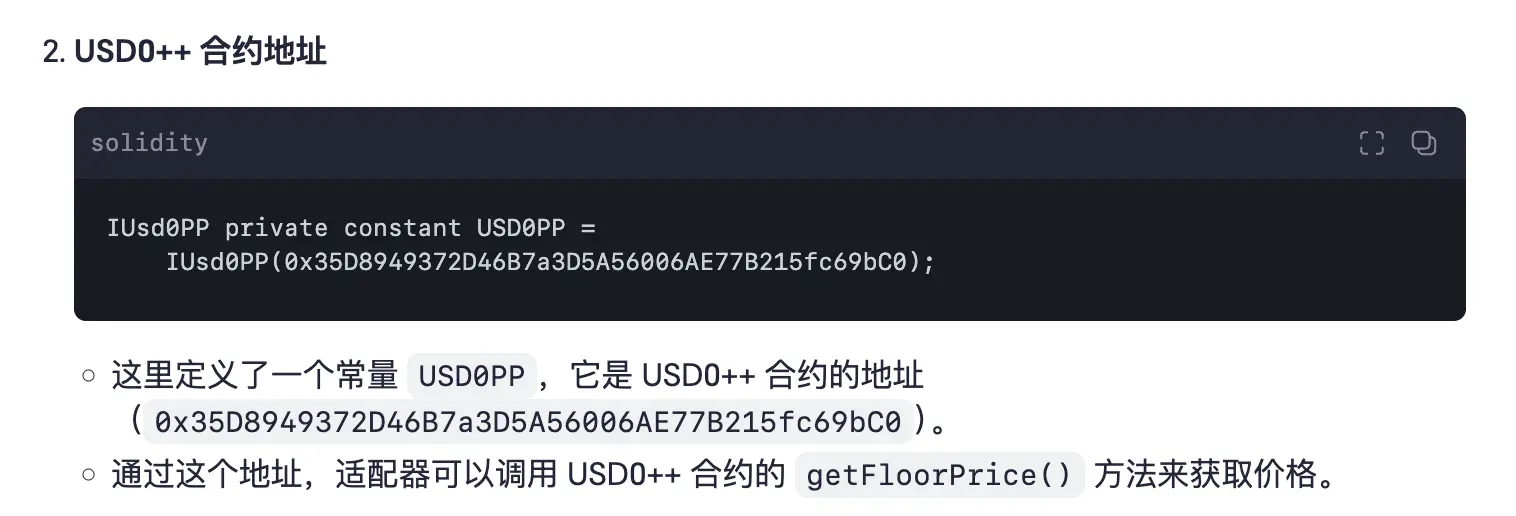 2. USD0++ 合约地址
solidity
IUsd0PP private constant USD0PP =
IUsd0PP(0x35D8949372D46B7a3D5A56006AE77B215fc69bC0);
这里定义了一个常量 USD0PP ，它是 USD0++ 合约的地址
（ 0x35D8949372D46B7a3D5A56006AE77B215fc69bC0 ）。
通过这个地址，适配器可以调用 USD0++ 合约的 getFloorPrice() 方法来获取价格。